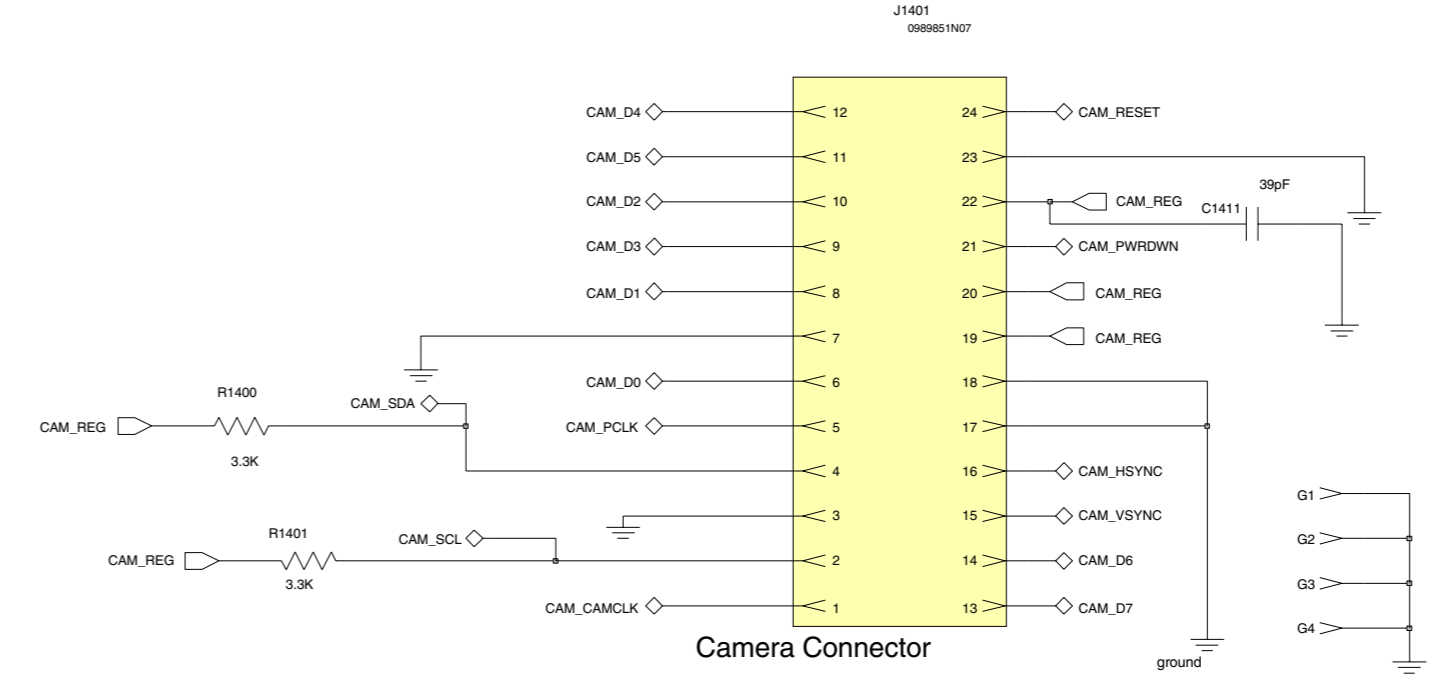 J1401
0989851N07
CAM_D4 12 24 CAM_RESET
CAM_D5 11 23
39pF
CAM_D2 10 22 CAM_REG C1411
CAM_D3 9 21 CAM_PWRDWN
CAM_D1 8 20 CAM_REG
7 19 CAM_REG
CAM_D0 6 18
R1400
CAM_SDA
CAM_REG CAM_PCLK 5 17
3.3K
4 16 CAM_HSYNC
G1
3 15 CAM_VSYNC
R1401
CAM_SCL
G2
CAM_REG 2 14 CAM_D6
3.3K
G3
CAM_CAMCLK 1 13 CAM_D7
G4
Camera Connector
ground